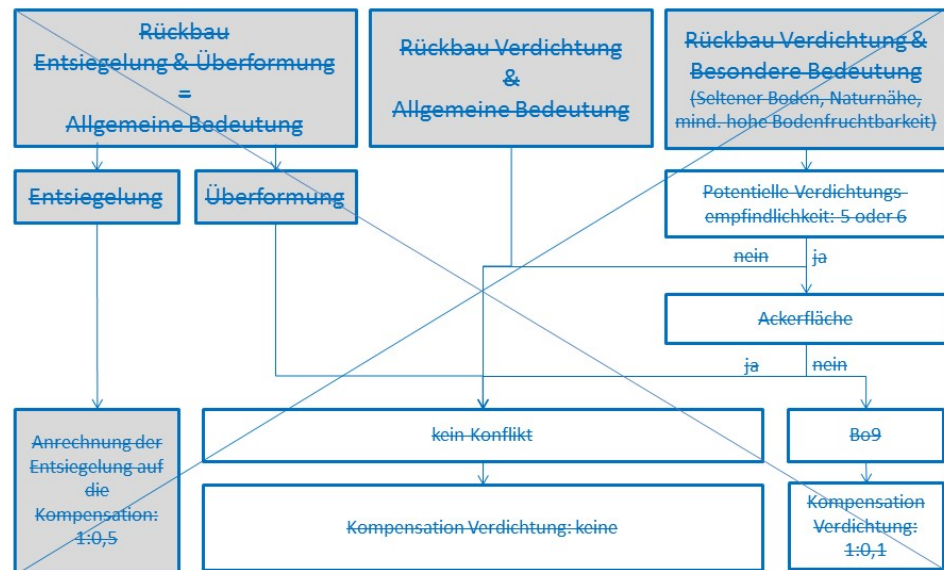 Rückbau
Entsiegelung & Überformung
=
Allgemeine Bedeutung
Rückbau Verdichtung
&
Allgemeine Bedeutung
Rückbau Verdichtung &
Besondere Bedeutung
(Seltener Boden, Naturnähe,
mind. hohe Bodenfruchtbarkeit)
Entsiegelung
Überformung
Potentielle Verdichtungs-
empfindlichkeit: 5 oder 6
nein
ja
Ackerfläche
ja
nein
Anrechnung der
Entsiegelung auf
die
Kompensation:
1:0,5
kein Konflikt
Bo9
Kompensation Verdichtung: keine
Kompensation
Verdichtung:
1:0,1